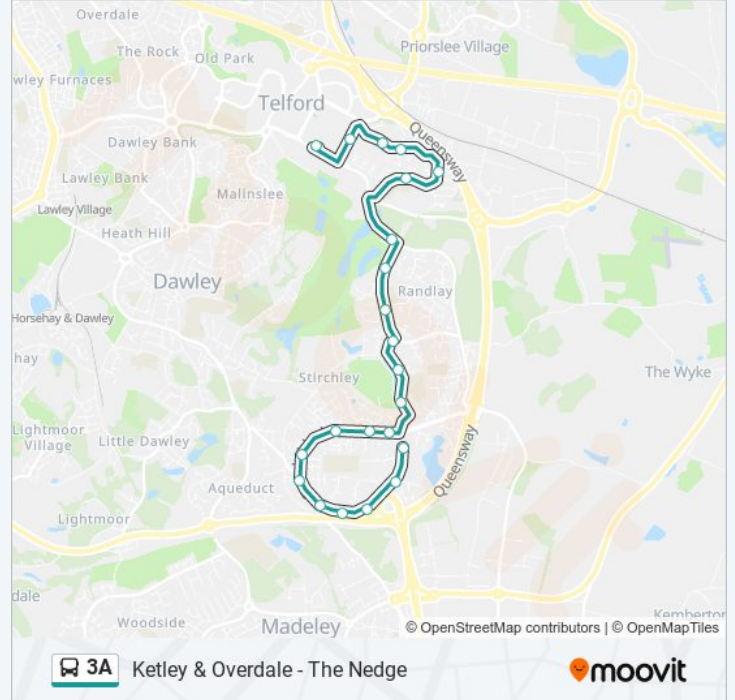 Overdale
Priorslee Village
The Rock
Old Park
wley Furnaces
Telford
Queensway
Dawley Bank
Lawley Bank
Malinslee
Lawley Village
Heath Hill
Dawley
Randlay
Horsehay & Dawley
hay
The Wyke
Stirchley
Lightmoor
Village
Little Dawley
Queensway
Aqueduct
Lightmoor
dale
Woodside
Madeley
Kemberton
© OpenStreetMap contributors | © OpenMapTiles
3A
Ketley & Overdale - The Nedge
moovit